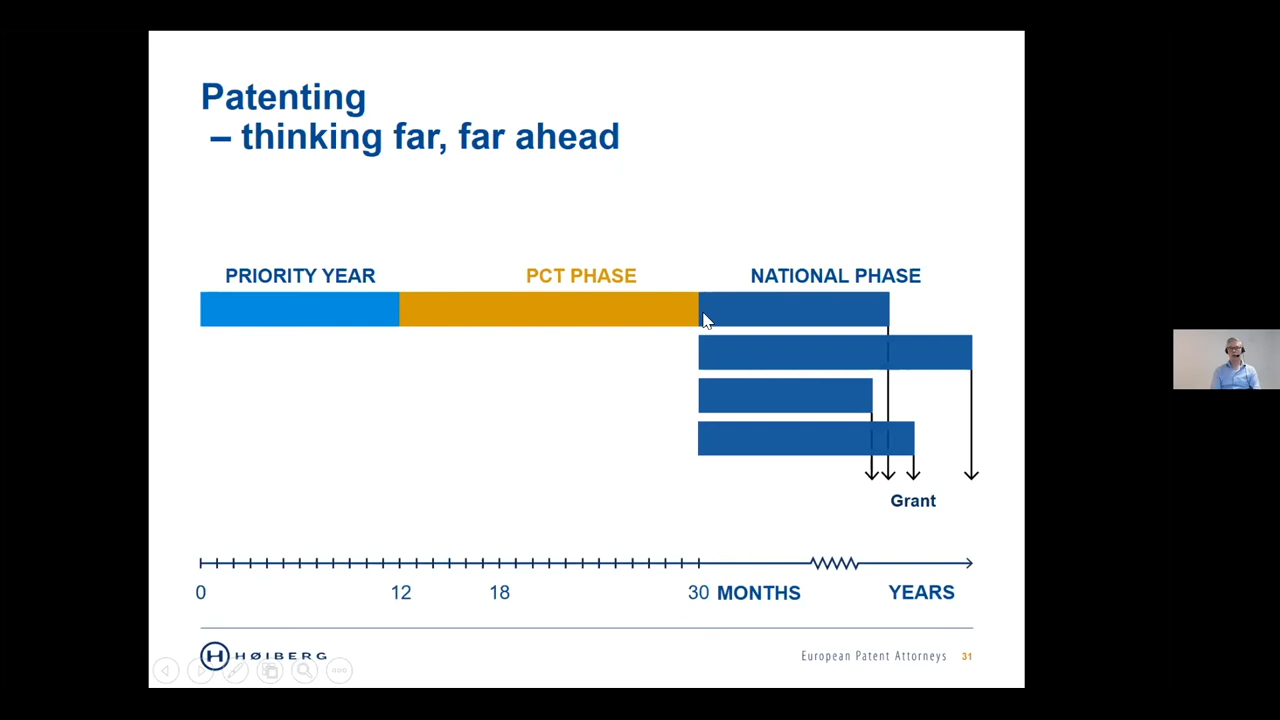 Patenting
– thinking far, far ahead
PRIORITY YEAR PCT PHASE NATIONAL PHASE
Grant
0 12 18 30 MONTHS YEARS
HØIBERG European Patent Attorneys 31